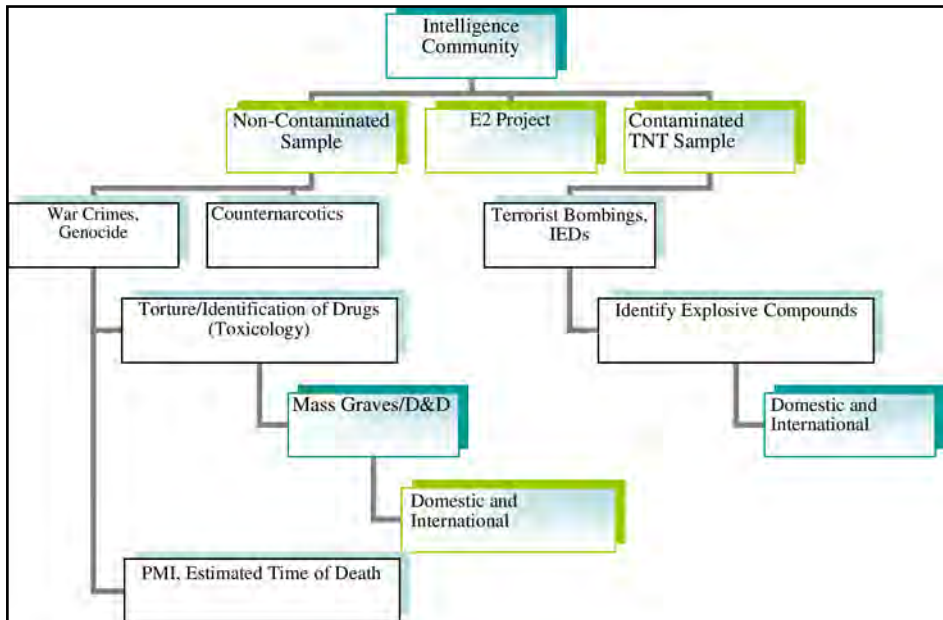 Intelligence
Community
Non-Contaminated
Sample
E2 Project
Contaminated
TNT Sample
War Crimes,
Genocide
Counternarcotics
Terrorist Bombings,
IEDs
Torture/Identification of Drugs
(Toxicology)
Identify Explosive Compounds
Mass Graves/D&D
Domestic and
International
Domestic and
International
PMI, Estimated Time of Death